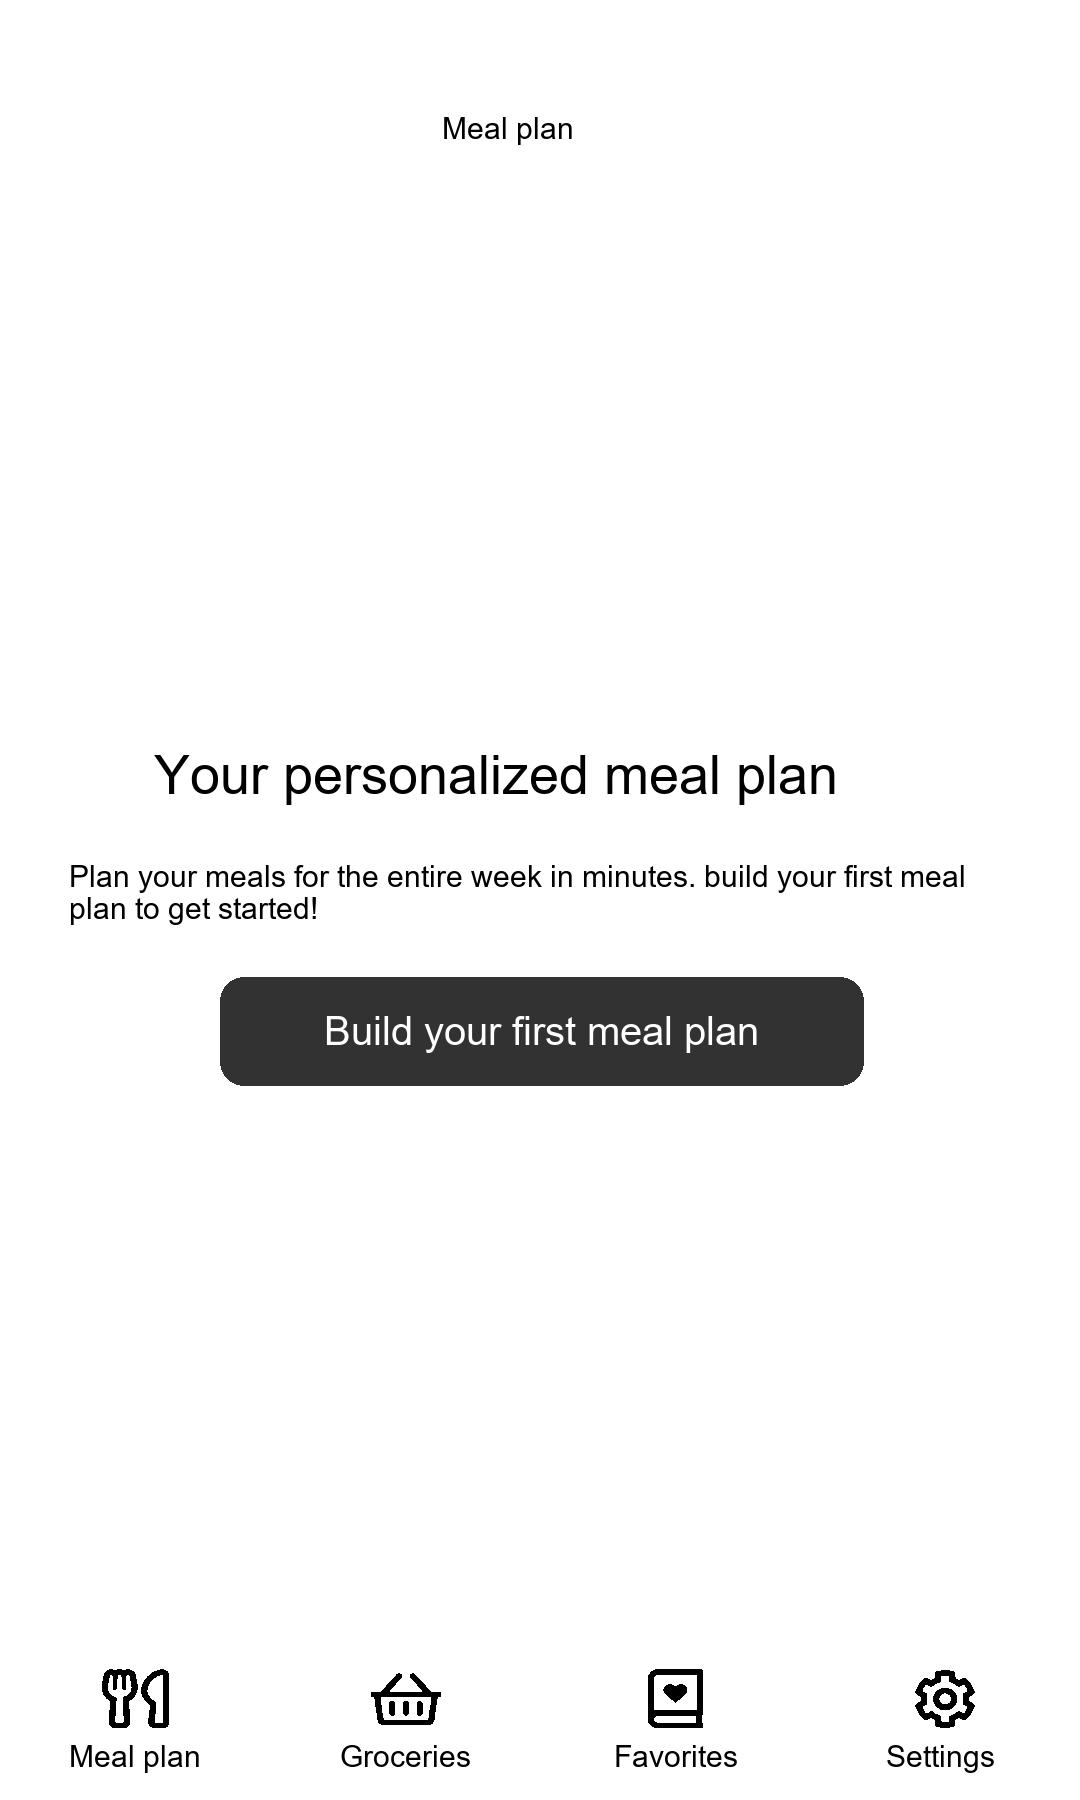 Meal plan
Your personalized meal plan
Plan your meals for the entire week in minutes. build your first meal
plan to get started!
Build your first meal plan
Meal plan
Groceries
Favorites
Settings